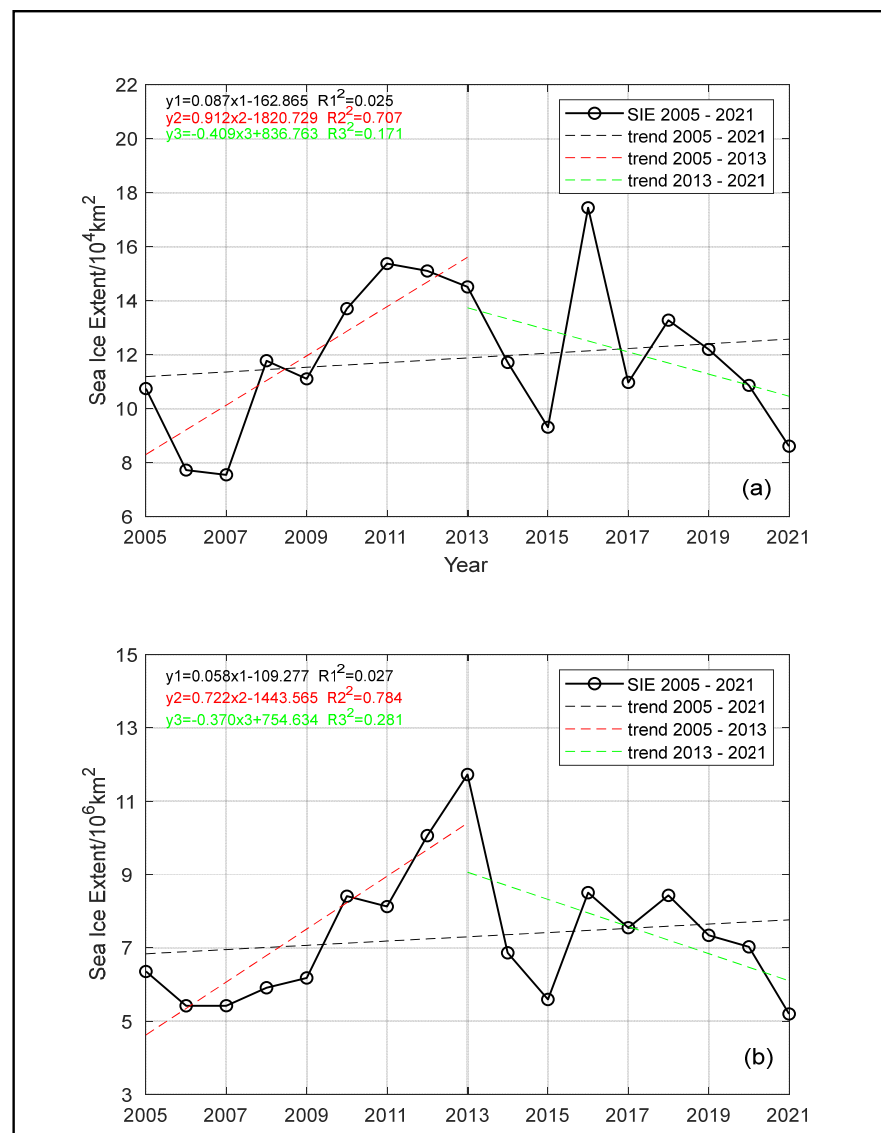 y1=0.087x1-162.865 R1²=0.025
y2=0.912x2-1820.729 R2²=0.707
y3=-0.409x3+836.763 R3²=0.171
SIE 2005 - 2021
trend 2005 - 2021
trend 2005 - 2013
trend 2013 - 2021
Sea Ice Extent/10⁴km²
22
20
18
16
14
12
10
8
6
(a)
2005 2007 2009 2011 2013 2015 2017 2019 2021
Year
y1=0.058x1-109.277 R1²=0.027
y2=0.722x2-1443.565 R2²=0.784
y3=-0.370x3+754.634 R3²=0.281
SIE 2005 - 2021
trend 2005 - 2021
trend 2005 - 2013
trend 2013 - 2021
Sea Ice Extent/10⁶km²
15
13
11
9
7
5
3
(b)
2005 2007 2009 2011 2013 2015 2017 2019 2021